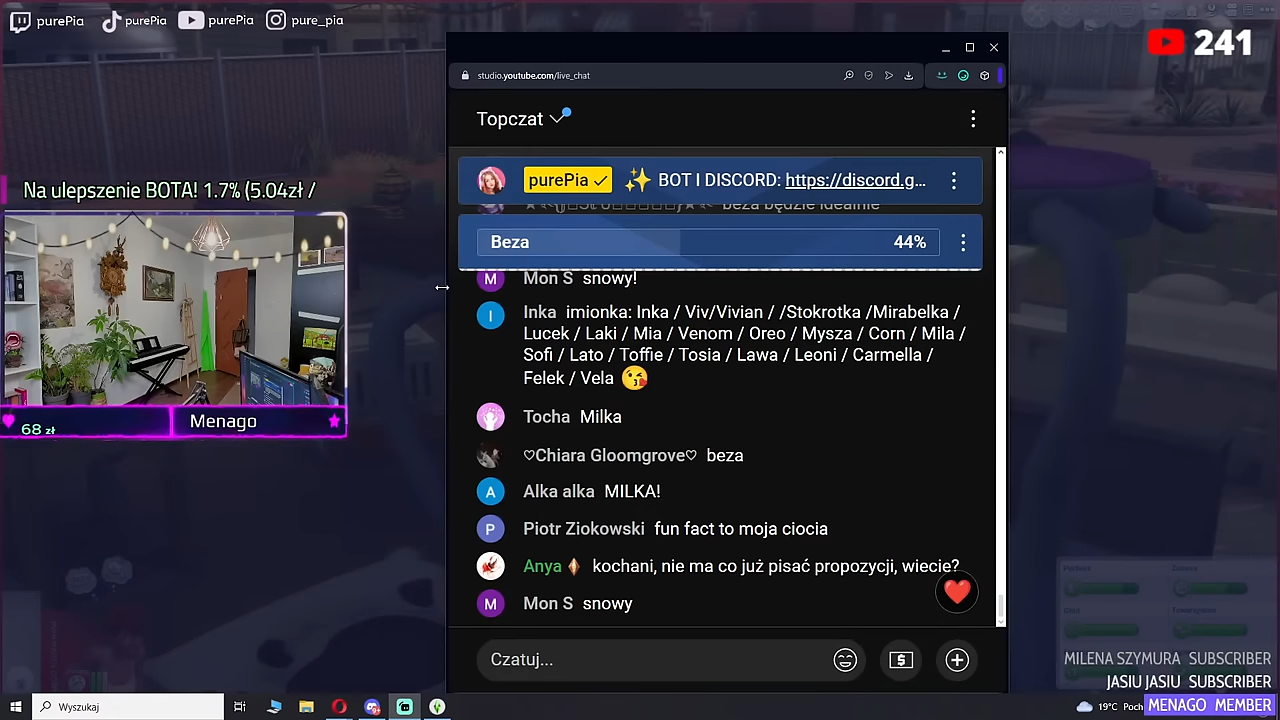 purePia purePia purePia pure_pia
241
studio.youtube.com/live_chat
Topczat
purePia ✓ ✨ BOT I DISCORD: https://discord.g...
beza będzie idealnie
Beza 44%
Na ulepszenie BOTA! 1.7% (5.04zł /
68 zł Menago
M Mon S snowy!
I Inka imionka: Inka / Viv/Vivian / /Stokrotka /Mirabelka /
Lucek / Laki / Mia / Venom / Oreo / Mysza / Corn / Mila /
Sofi / Lato / Toffie / Tosia / Lawa / Leoni / Carmella /
Felek / Vela 😘
Tocha Milka
♡Chiara Gloomgrove♡ beza
A Alka alka MILKA!
P Piotr Ziokowski fun fact to moja ciocia
Anya kochani, nie ma co już pisać propozycji, wiecie?
M Mon S snowy
Czatuj...
MILENA SZYMURA SUBSCRIBER
JASIU JASIU SUBSCRIBER
MENAGO MEMBER
Wyszukaj
19°C Poch